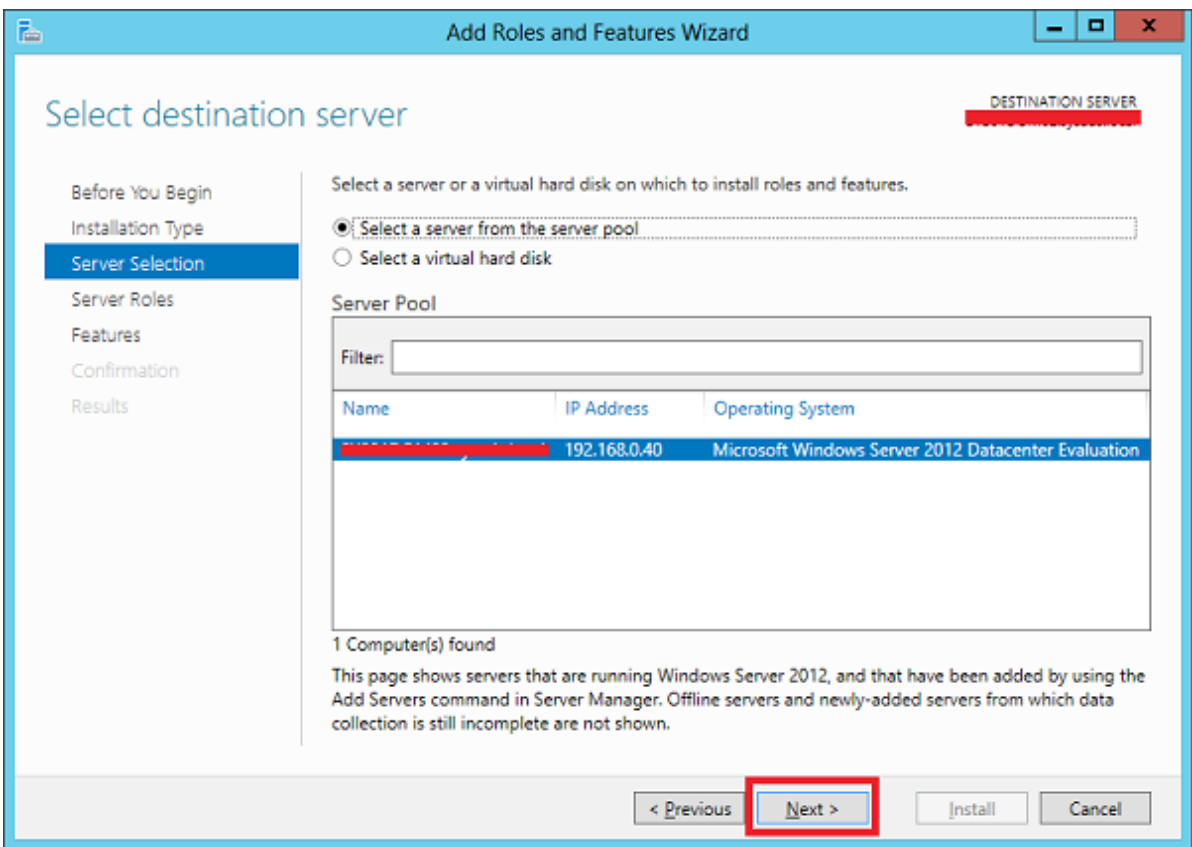 Add Roles and Features Wizard
Select destination server
DESTINATION SERVER
Before You Begin
Installation Type
Server Selection
Server Roles
Features
Confirmation
Results
Select a server or a virtual hard disk on which to install roles and features.
Select a server from the server pool
Select a virtual hard disk
Server Pool
Filter:
Name IP Address Operating System
192.168.0.40 Microsoft Windows Server 2012 Datacenter Evaluation
1 Computer(s) found
This page shows servers that are running Windows Server 2012, and that have been added by using the
Add Servers command in Server Manager. Offline servers and newly-added servers from which data
collection is still incomplete are not shown.
< Previous Next > Install Cancel